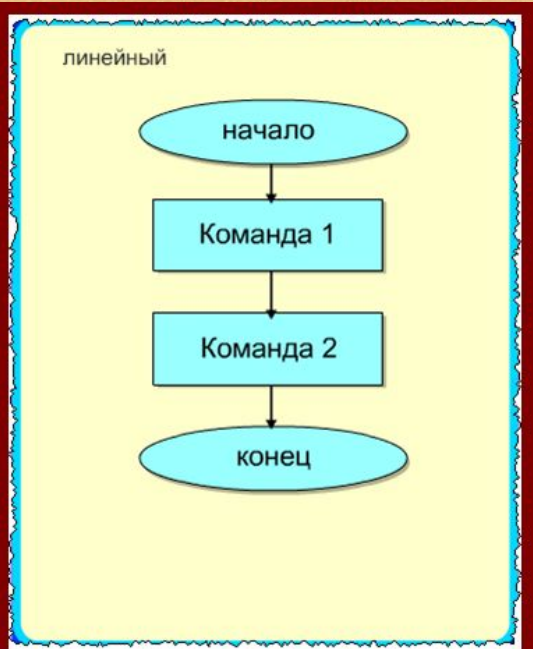 линейный
начало
Команда 1
Команда 2
конец